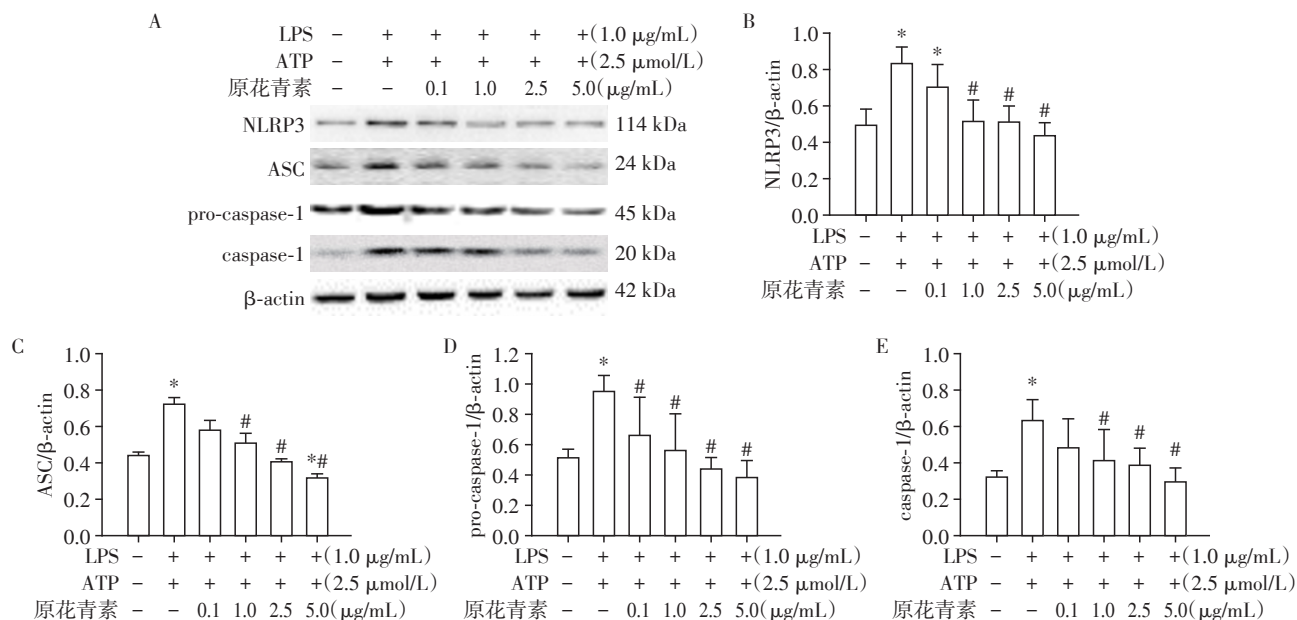 A
LPS − + + + + +(1.0 μg/mL)
ATP − + + + + +(2.5 μmol/L)
原花青素 − − 0.1 1.0 2.5 5.0(μg/mL)
NLRP3 114 kDa
ASC 24 kDa
pro-caspase-1 45 kDa
caspase-1 20 kDa
β-actin 42 kDa
B
NLRP3/β-actin
1.0
0.8
0.6
0.4
0.2
0.0
* * # # #
LPS − + + + + +(1.0 μg/mL)
ATP − + + + + +(2.5 μmol/L)
原花青素 − − 0.1 1.0 2.5 5.0(μg/mL)
C
ASC/β-actin
1.0
0.8
0.6
0.4
0.2
0.0
* # # *#
LPS − + + + + +(1.0 μg/mL)
ATP − + + + + +(2.5 μmol/L)
原花青素 − − 0.1 1.0 2.5 5.0(μg/mL)
D
pro-caspase-1/β-actin
1.2
1.0
0.8
0.6
0.4
0.2
0.0
* # # # #
LPS − + + + + +(1.0 μg/mL)
ATP − + + + + +(2.5 μmol/L)
原花青素 − − 0.1 1.0 2.5 5.0(μg/mL)
E
caspase-1/β-actin
1.0
0.8
0.6
0.4
0.2
0.0
* # # #
LPS − + + + + +(1.0 μg/mL)
ATP − + + + + +(2.5 μmol/L)
原花青素 − − 0.1 1.0 2.5 5.0(μg/mL)